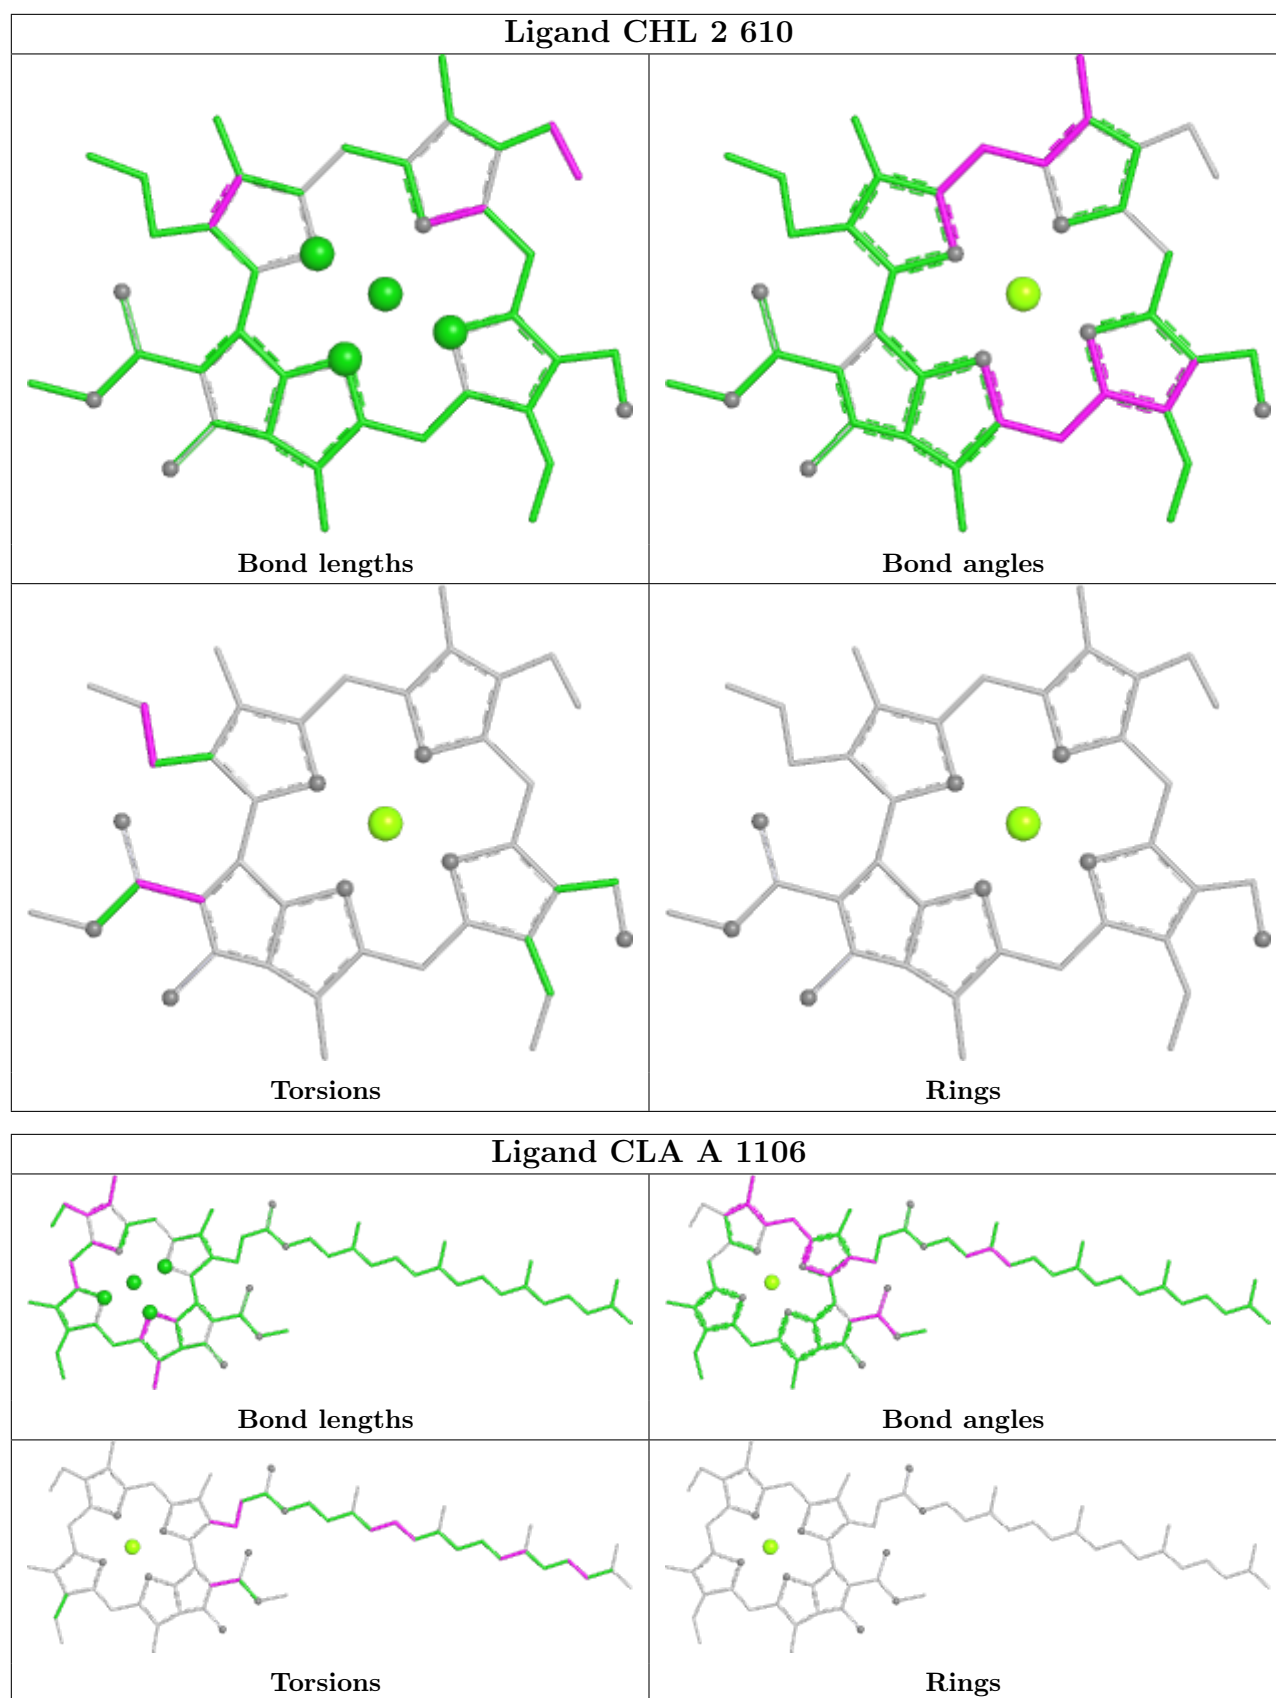 Ligand CHL 2 610
Bond lengths
Bond angles
Torsions
Rings
Ligand CLA A 1106
Bond lengths
Bond angles
Torsions
Rings